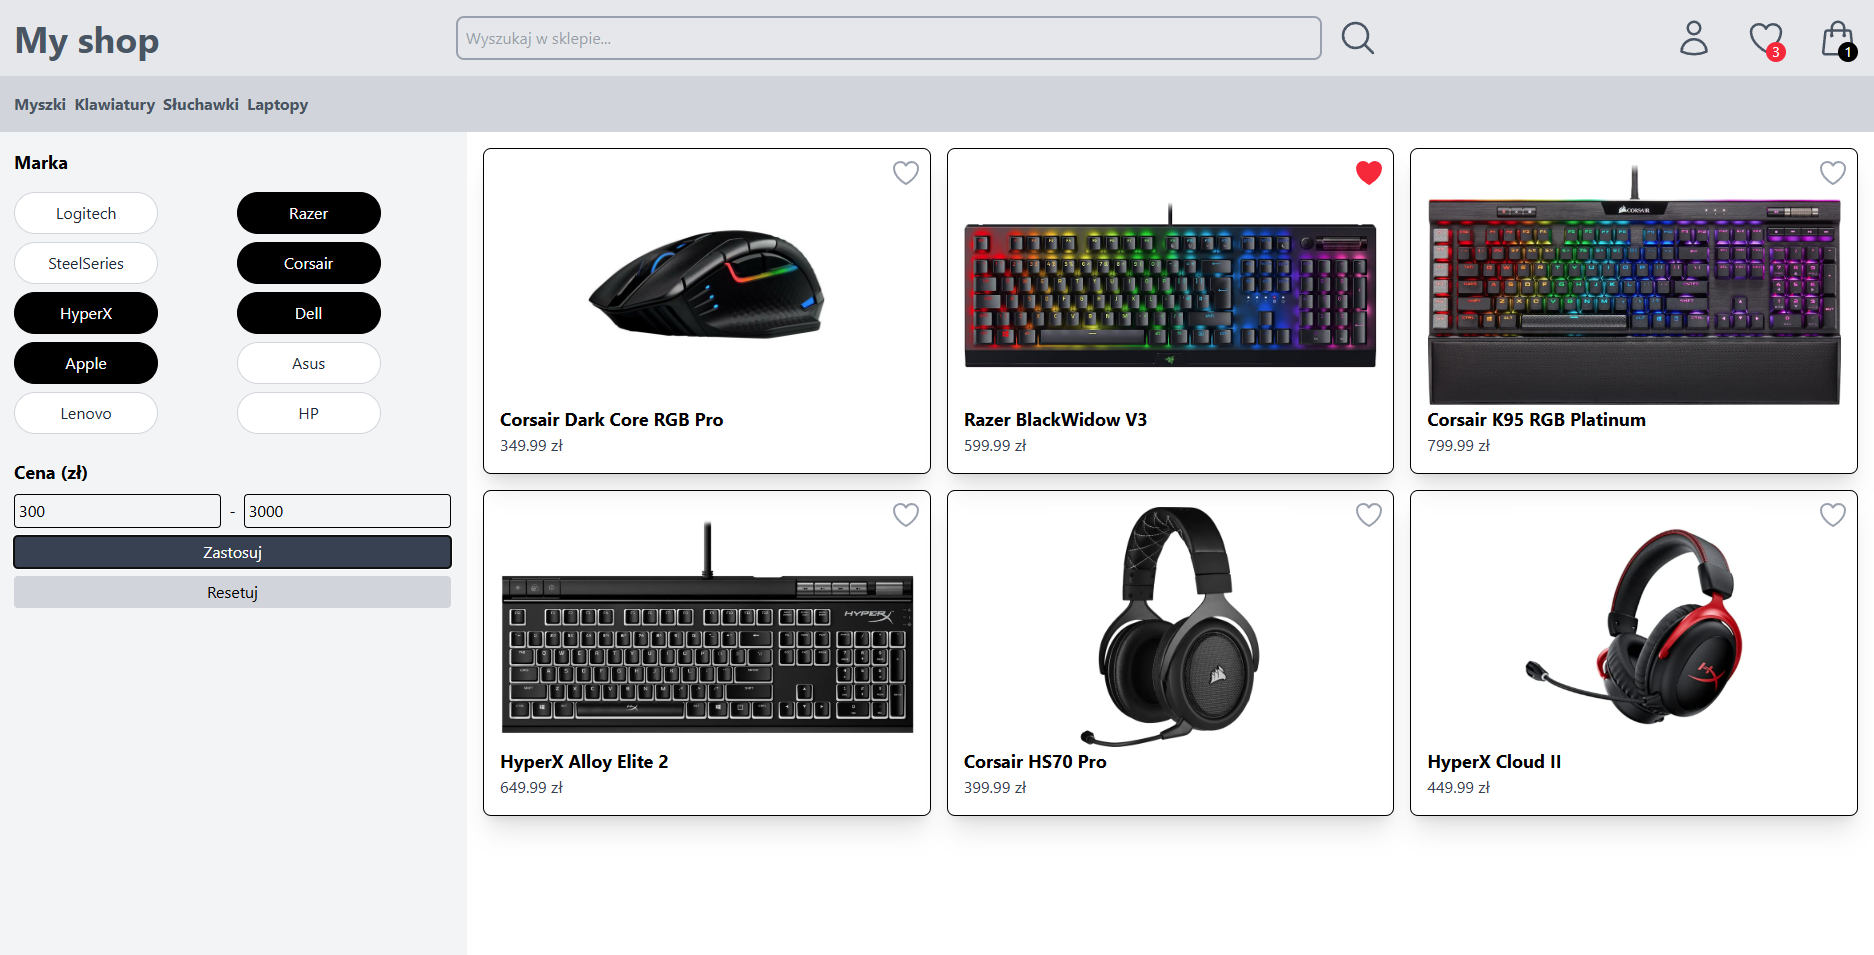 My shop
Wyszukaj w sklepie...
3
1
Myszki Klawiatury Słuchawki Laptopy
Marka
Logitech
Razer
SteelSeries
Corsair
HyperX
Dell
Apple
Asus
Lenovo
HP
Cena (zł)
300 - 3000
Zastosuj
Resetuj
Corsair Dark Core RGB Pro
349.99 zł
Razer BlackWidow V3
599.99 zł
CORSAIR
Corsair K95 RGB Platinum
799.99 zł
HYPERX
HyperX Alloy Elite 2
649.99 zł
Corsair HS70 Pro
399.99 zł
HyperX Cloud II
449.99 zł